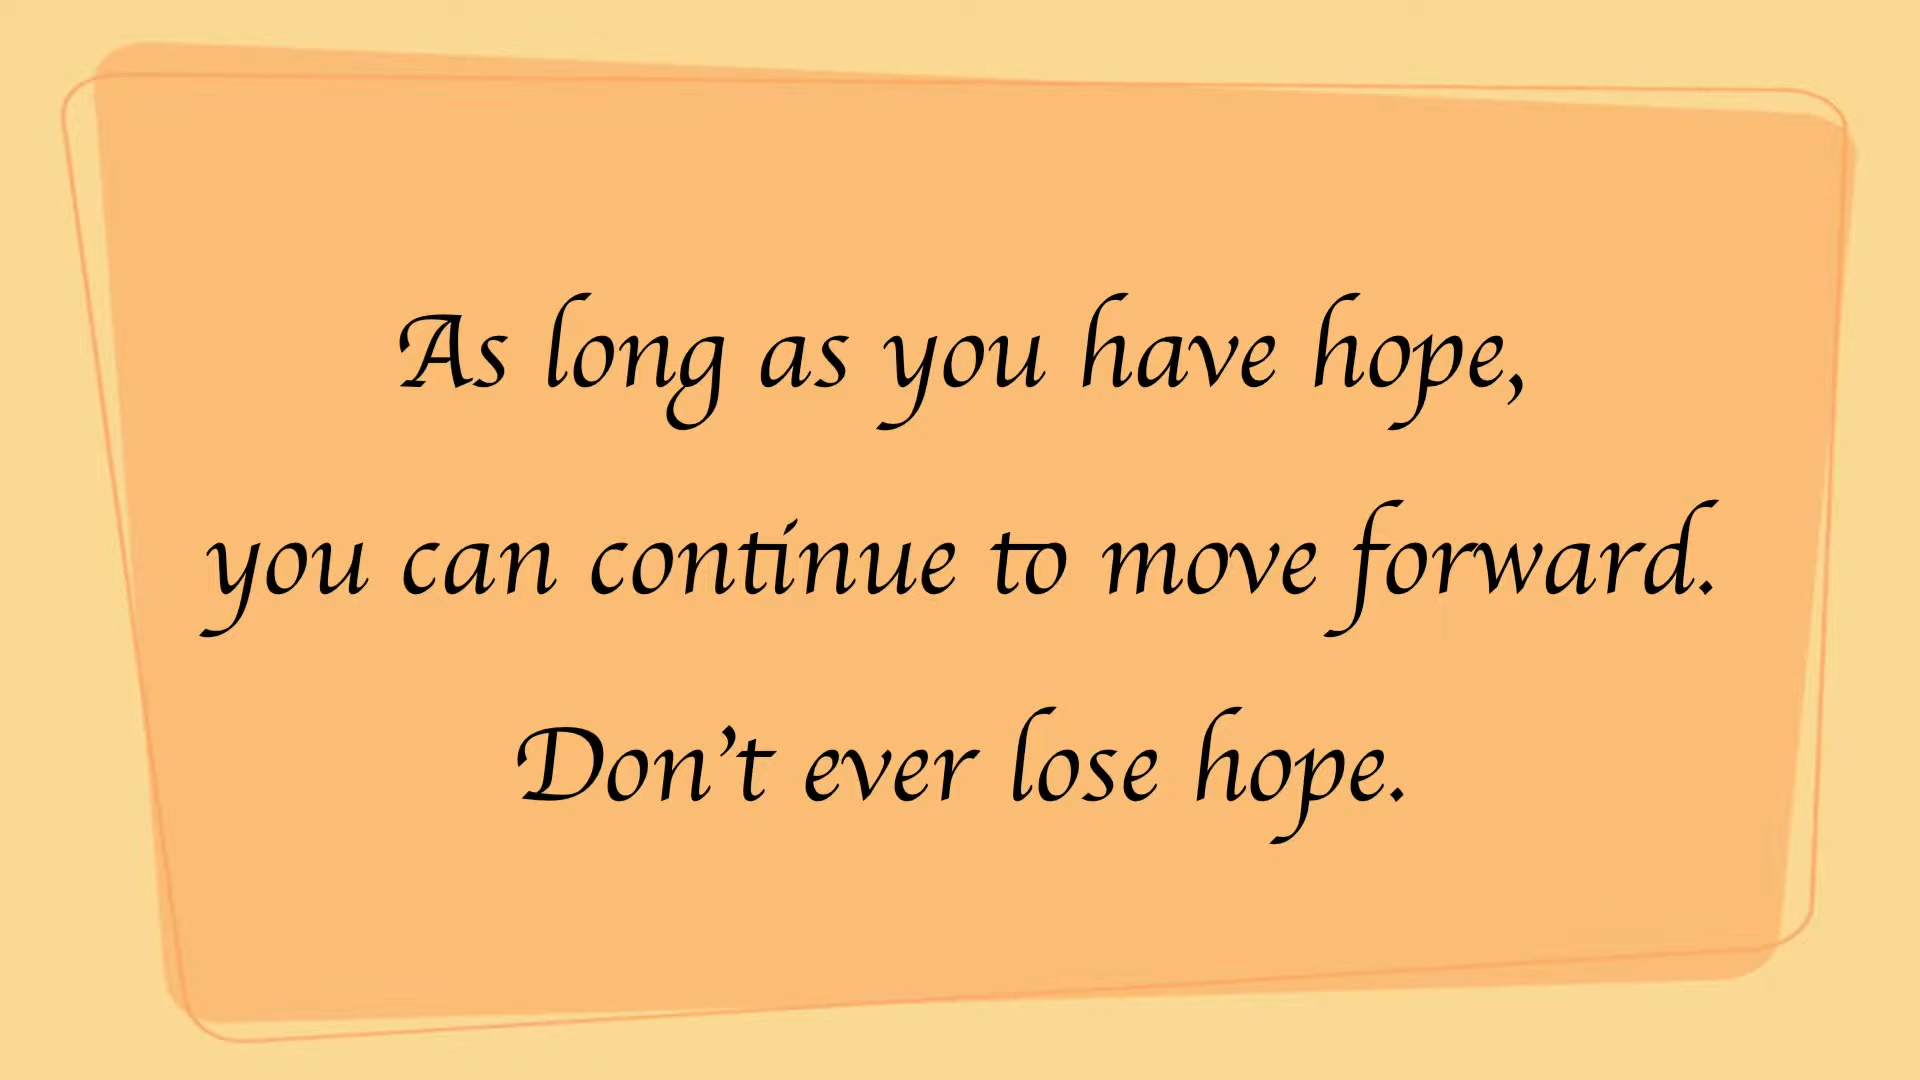 As long as you have hope,
you can continue to move forward.
Don’t ever lose hope.